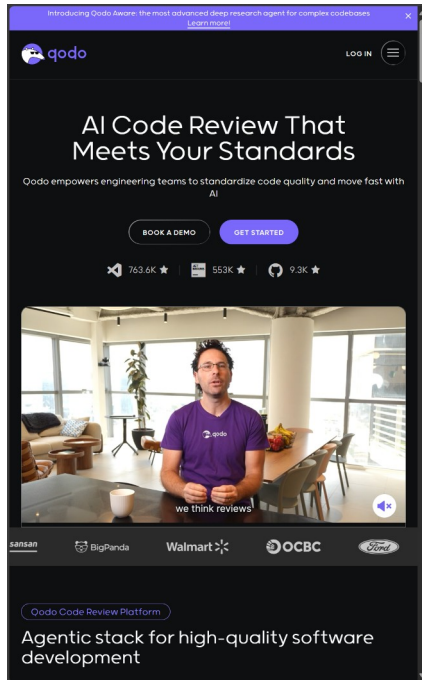 Introducing Qodo Aware: the most advanced deep research agent for complex codebases
Learn more!
qodo
LOG IN
AI Code Review That
Meets Your Standards
Qodo empowers engineering teams to standardize code quality and move fast with
AI
BOOK A DEMO
GET STARTED
763.6K
553K
9.3K
qodo
we think reviews
sansan
BigPanda
Walmart
OCBC
Ford
Qodo Code Review Platform
Agentic stack for high-quality software
development